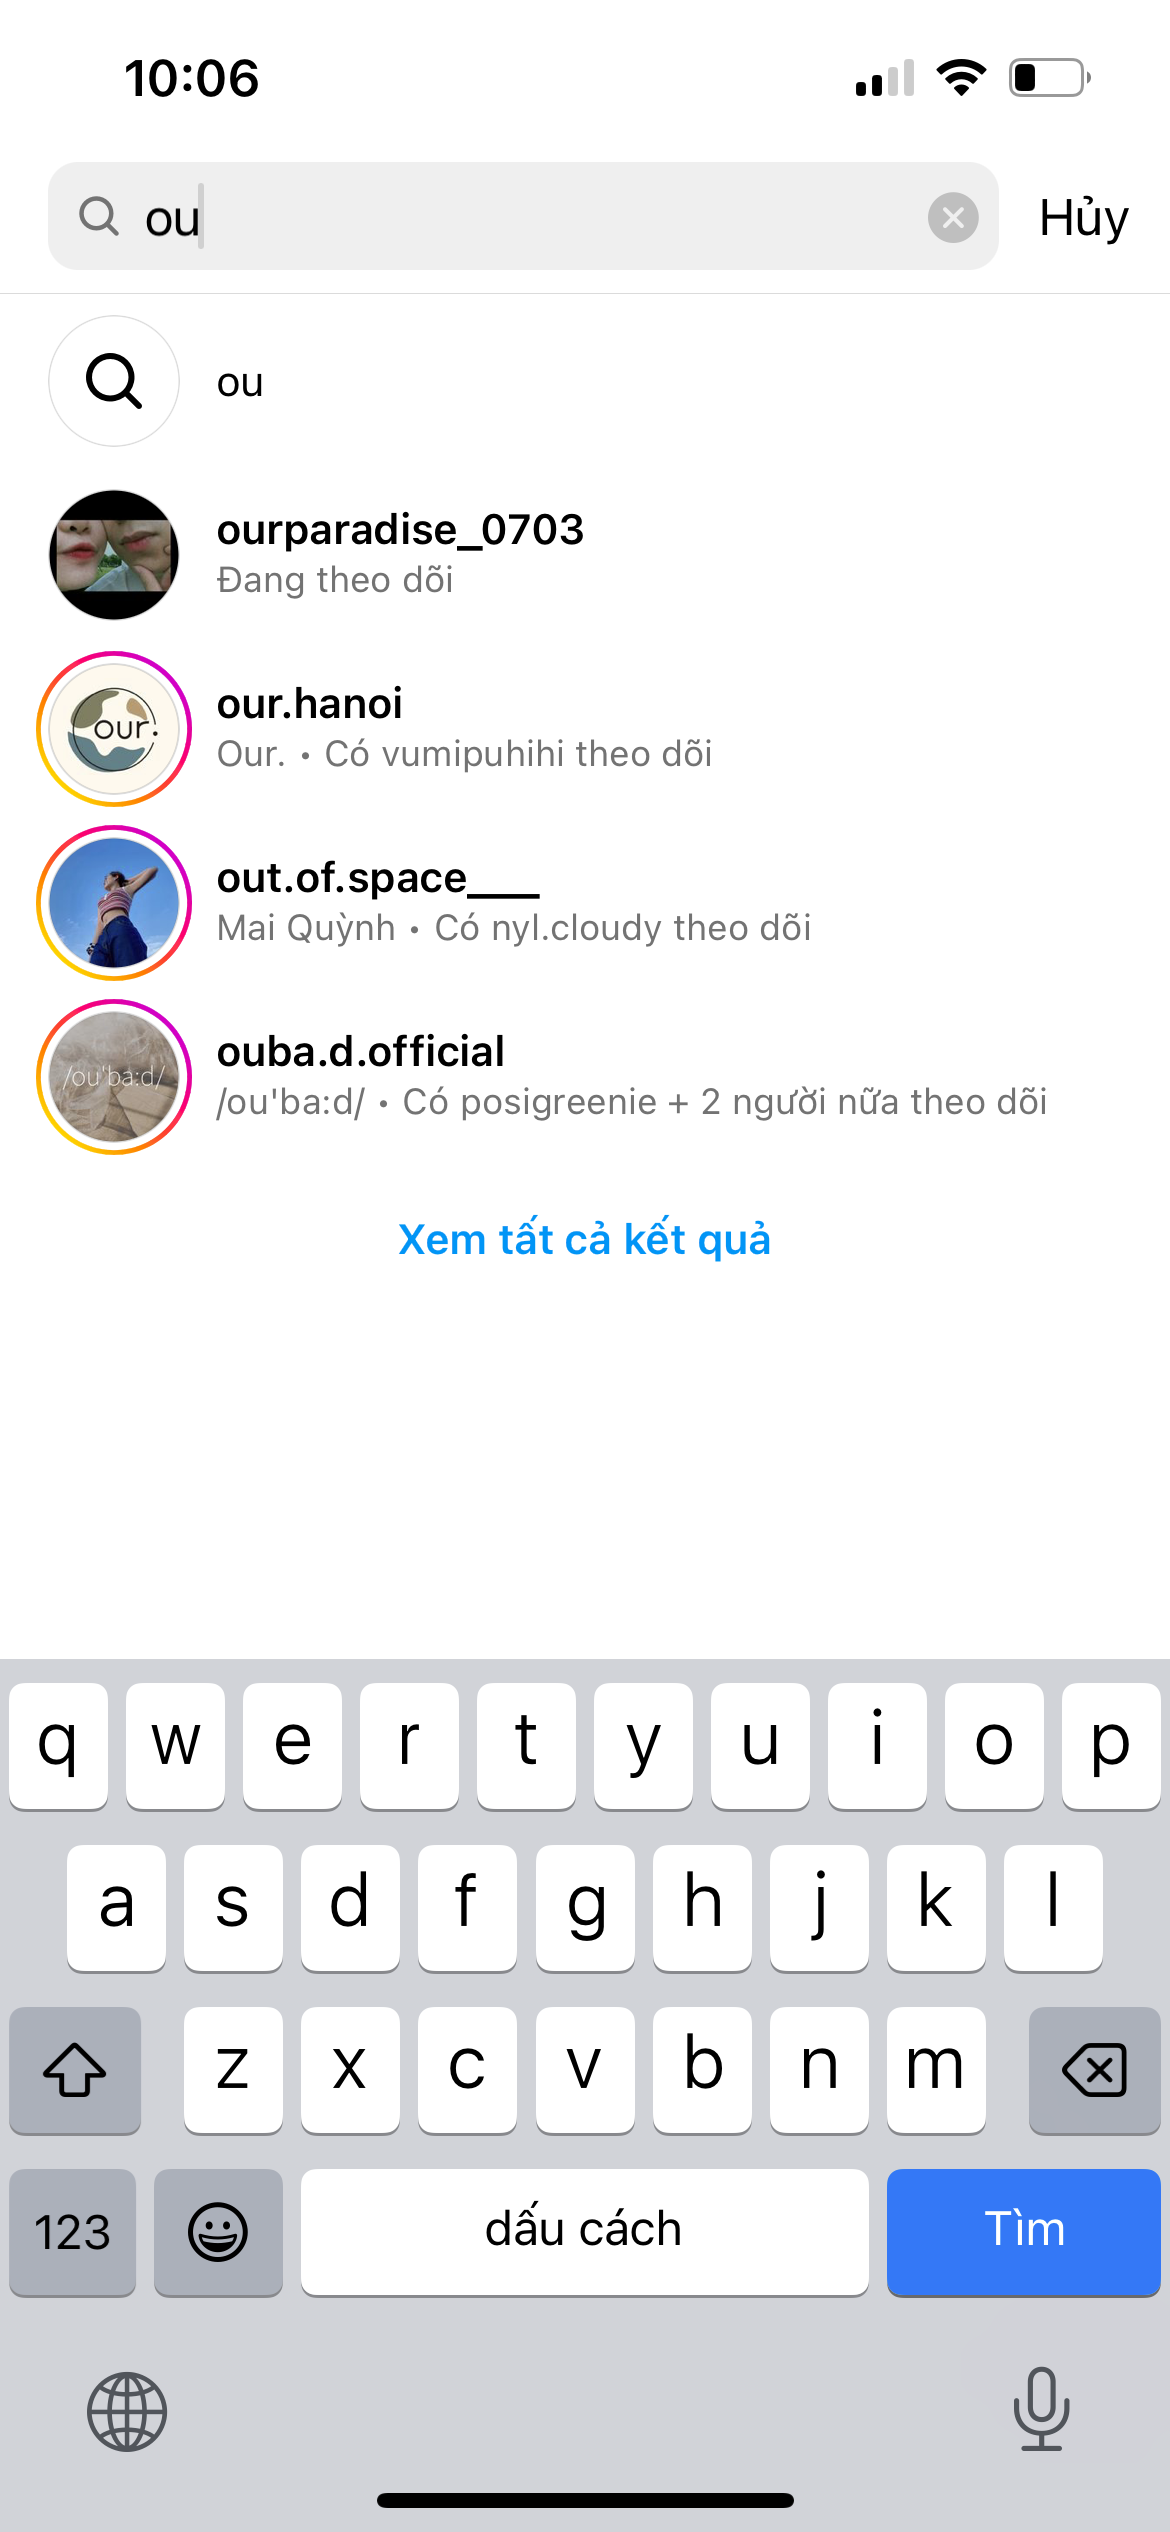 10:06
ou
Hủy
ou
ourparadise_0703
Đang theo dõi
our.
our.hanoi
Our. • Có vumipuhihi theo dõi
out.of.space____
Mai Quỳnh • Có nyl.cloudy theo dõi
/ou'ba:d/
ouba.d.official
/ou'ba:d/ • Có posigreenie + 2 người nữa theo dõi
Xem tất cả kết quả
q w e r t y u i o p
a s d f g h j k l
z x c v b n m
123 dấu cách Tìm